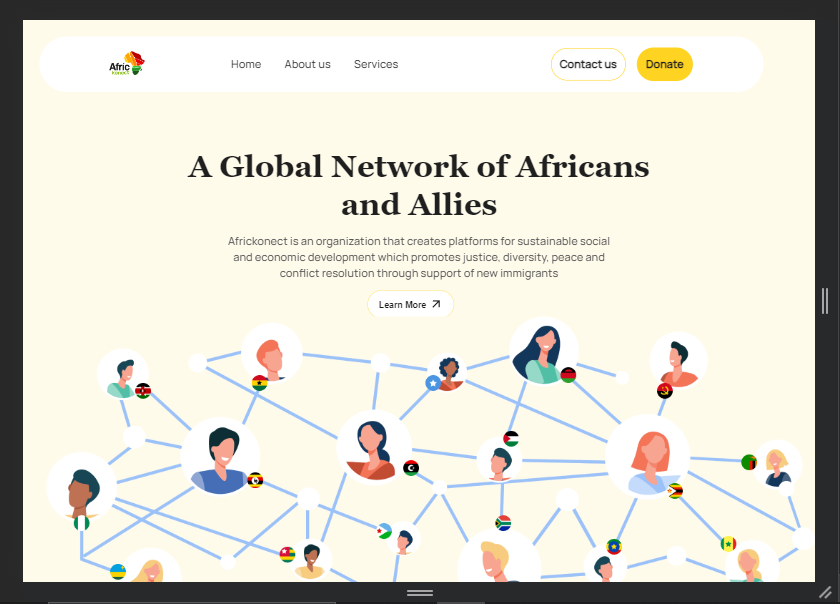 Afric
konect
Home
About us
Services
Contact us
Donate
A Global Network of Africans
and Allies
Africkonect is an organization that creates platforms for sustainable social
and economic development which promotes justice, diversity, peace and
conflict resolution through support of new immigrants
Learn More